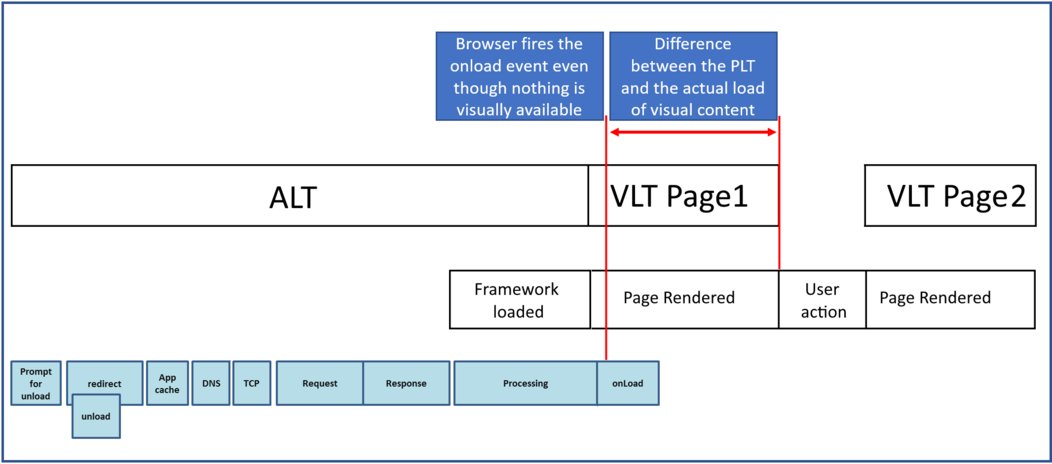 Browser fires the
onload event even
though nothing is
visually available
Difference
between the PLT
and the actual load
of visual content
ALT
VLT Page1
VLT Page2
Framework
loaded
Page Rendered
User
action
Page Rendered
Prompt
for
unload
redirect
unload
App
cache
DNS
TCP
Request
Response
Processing
onLoad